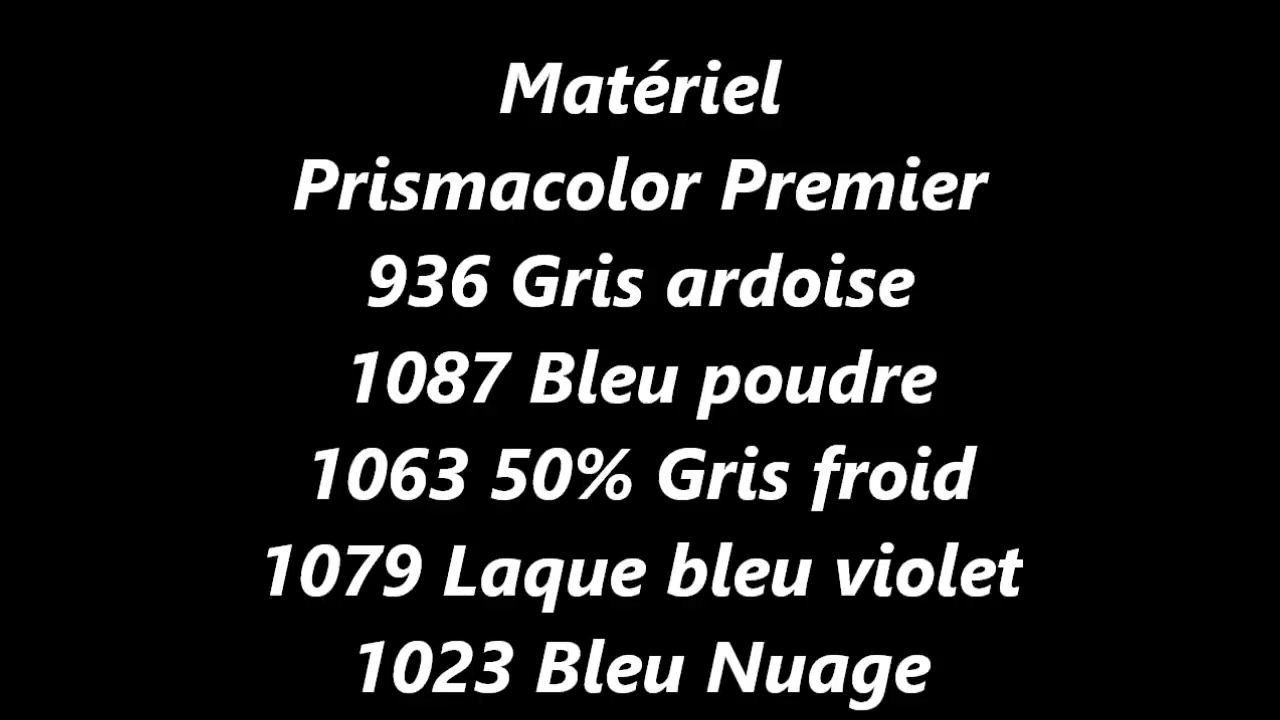 Matériel
Prismacolor Premier
936 Gris ardoise
1087 Bleu poudre
1063 50% Gris froid
1079 Laque bleu violet
1023 Bleu Nuage